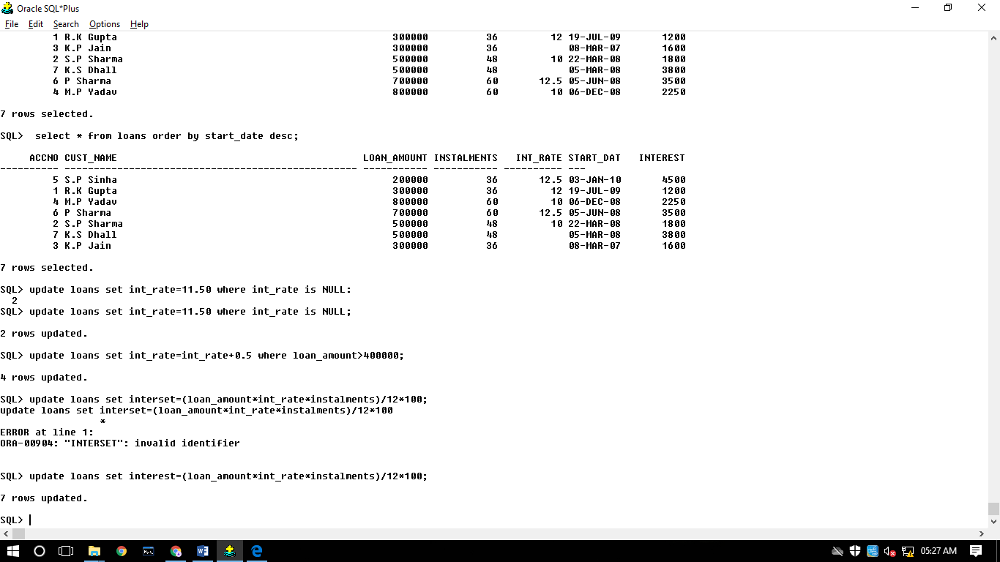 Oracle SQL*Plus
File Edit Search Options Help
1 R.K Gupta 300000 36 12 19-JUL-09 1200
3 K.P Jain 300000 36 08-MAR-07 1600
2 S.P Sharma 500000 48 10 22-MAR-08 1800
7 K.S Dhall 500000 48 05-MAR-08 3800
6 P Sharma 700000 60 12.5 05-JUN-08 3500
4 M.P Yadav 800000 60 10 06-DEC-08 2250
7 rows selected.
SQL>  select * from loans order by start_date desc;
ACCNO CUST_NAME LOAN_AMOUNT INSTALMENTS INT_RATE START_DAT INTEREST
---------- -------------------------------------------------- ----------- ----------- ---------- ---
5 S.P Sinha 200000 36 12.5 03-JAN-10 4500
1 R.K Gupta 300000 36 12 19-JUL-09 1200
4 M.P Yadav 800000 60 10 06-DEC-08 2250
6 P Sharma 700000 60 12.5 05-JUN-08 3500
2 S.P Sharma 500000 48 10 22-MAR-08 1800
7 K.S Dhall 500000 48 05-MAR-08 3800
3 K.P Jain 300000 36 08-MAR-07 1600
7 rows selected.
SQL> update loans set int_rate=11.50 where int_rate is NULL:
2
SQL> update loans set int_rate=11.50 where int_rate is NULL;
2 rows updated.
SQL> update loans set int_rate=int_rate+0.5 where loan_amount>400000;
4 rows updated.
SQL> update loans set interset=(loan_amount*int_rate*instalments)/12*100;
update loans set interset=(loan_amount*int_rate*instalments)/12*100
*
ERROR at line 1:
ORA-00904: "INTERSET": invalid identifier
SQL> update loans set interest=(loan_amount*int_rate*instalments)/12*100;
7 rows updated.
SQL>
05:27 AM